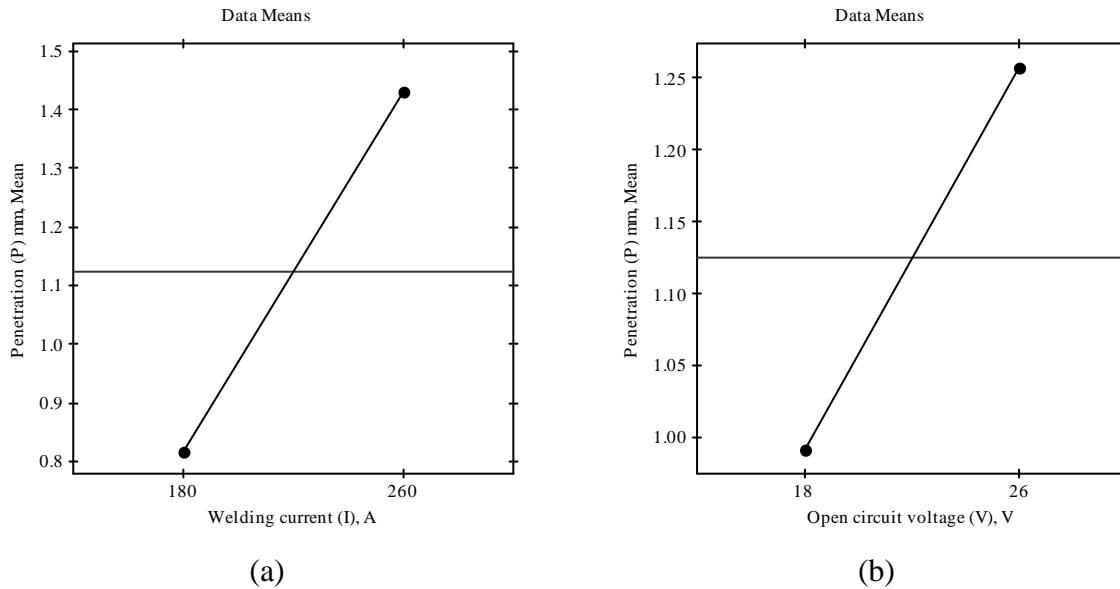 Data Means
1.5
1.4
1.3
1.2
1.1
1.0
0.9
0.8
Penetration (P) mm, Mean
180
260
Welding current (I), A
(a)
Data Means
1.25
1.20
1.15
1.10
1.05
1.00
Penetration (P) mm, Mean
18
26
Open circuit voltage (V), V
(b)